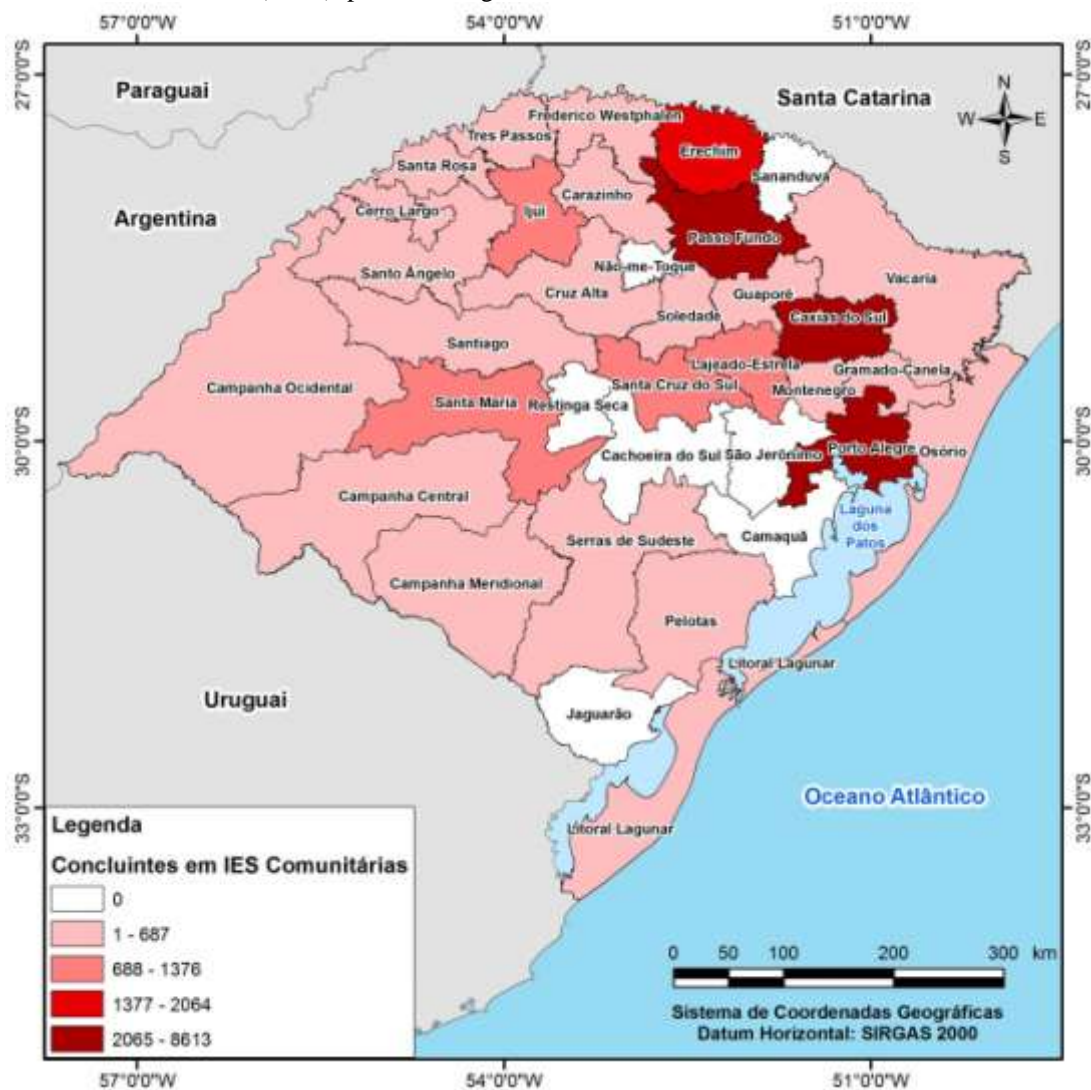 57°0'0"W 54°0'0"W 51°0'0"W
27°0'0"S 27°0'0"S
Paraguai
Santa Catarina
N
W E
S
Frederico Westphalen
Tres Passos
Erechim
Santa Rosa
Sananduva
Carazinho
Cerro Largo
Ijui
Argentina
Passo Fundo
Não-me-Toque
Santo Ângelo
Vacaria
Cruz Alta
Guaporé
Soledade
Caxias do Sul
Santiago
Lajeado-Estrela
Gramado-Canela
Campanha Ocidental
Santa Cruz do Sul
Montenegro
Santa Maria
Restinga Seca
30°0'0"S 30°0'0"S
Cachoeira do Sul
São Jerônimo
Porto Alegre
Osório
Campanha Central
Laguna
dos
Patos
Serras de Sudeste
Camaquã
Campanha Meridional
Pelotas
Litoral Lagunar
Uruguai
Jaguarão
Oceano Atlântico
33°0'0"S 33°0'0"S
Litoral Lagunar
Legenda
Concluintes em IES Comunitárias
0
1 - 687
688 - 1376
1377 - 2064
2065 - 8613
0 50 100 200 300 km
Sistema de Coordenadas Geográficas
Datum Horizontal: SIRGAS 2000
57°0'0"W 54°0'0"W 51°0'0"W